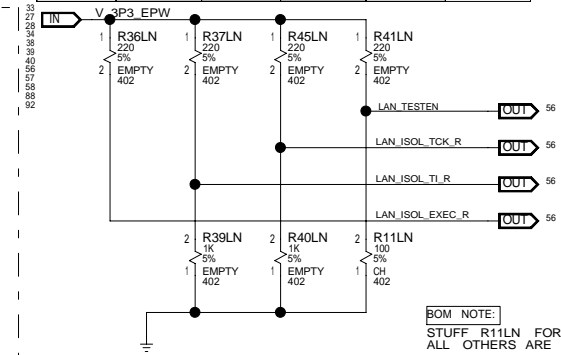 33
27
28
34
38
39
40
56
57
58
88
92
IN
V_3P3_EPW
1 R36LN
220
5%
2 EMPTY
402
1 R37LN
220
5%
2 EMPTY
402
1 R45LN
220
5%
2 EMPTY
402
1 R41LN
220
5%
2 EMPTY
402
LAN_TESTEN OUT 56
LAN_ISOL_TCK_R OUT 56
LAN_ISOL_TI_R OUT 56
LAN_ISOL_EXEC_R OUT 56
2 R39LN
1K
5%
1 EMPTY
402
2 R40LN
1K
5%
1 EMPTY
402
2 R11LN
100
5%
1 CH
402
BOM NOTE:
STUFF R11LN FOR
ALL OTHERS ARE